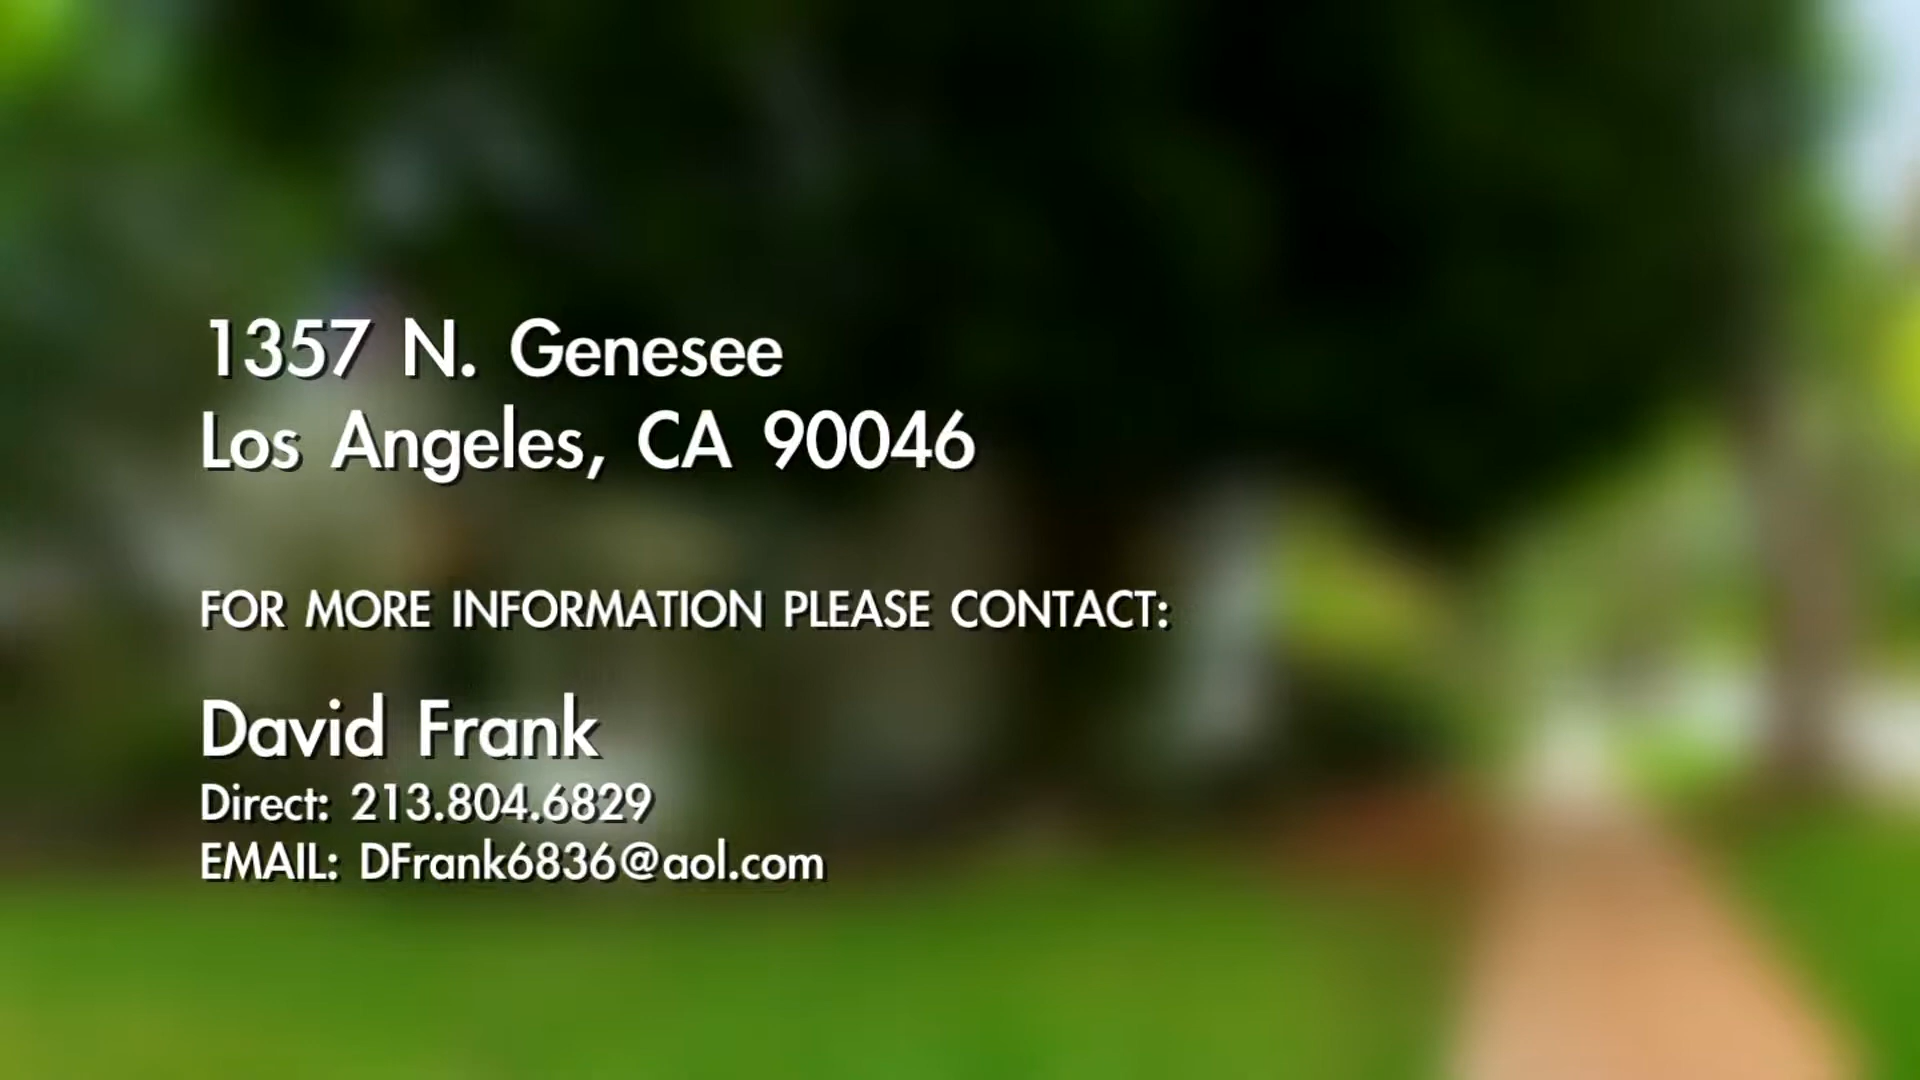 1357 N. Genesee
Los Angeles, CA 90046
FOR MORE INFORMATION PLEASE CONTACT:
David Frank
Direct: 213.804.6829
EMAIL: DFrank6836@aol.com